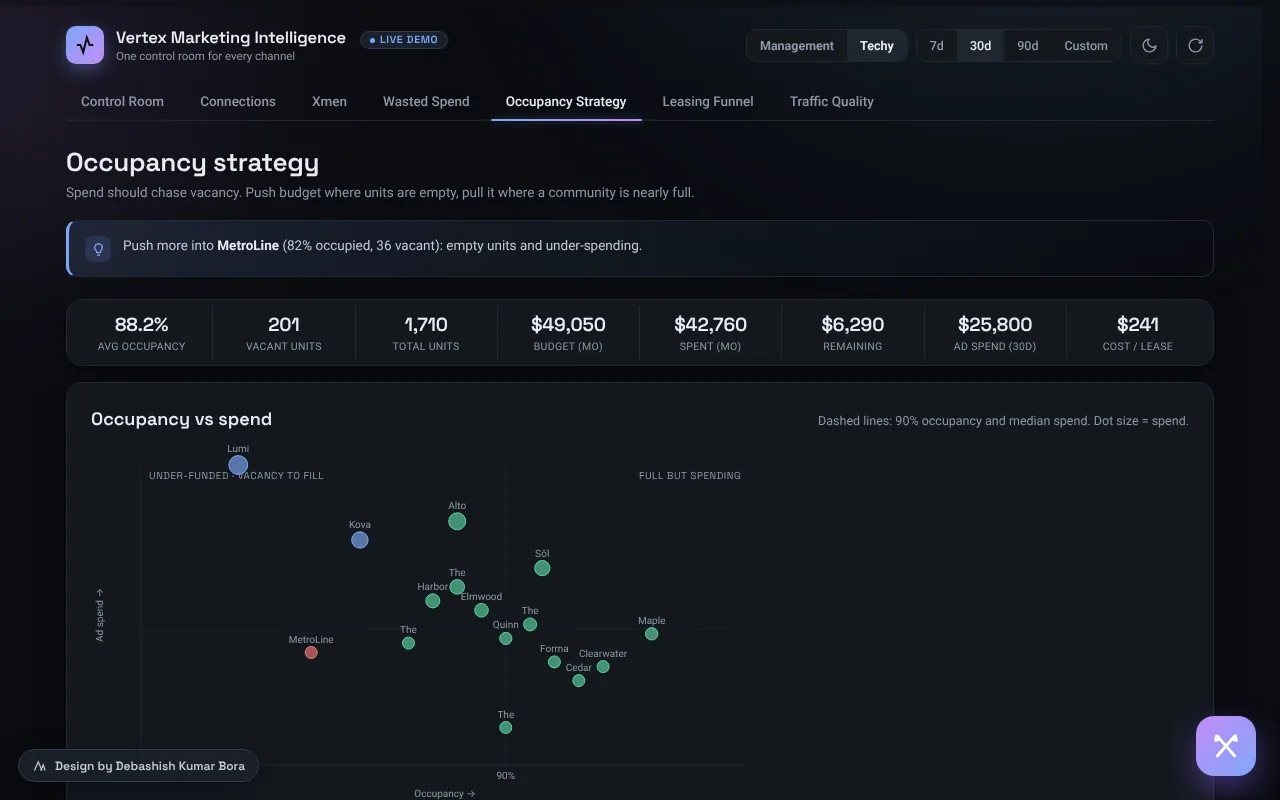 Vertex Marketing Intelligence
LIVE DEMO
One control room for every channel
Management
Techy
7d
30d
90d
Custom
Control Room
Connections
Xmen
Wasted Spend
Occupancy Strategy
Leasing Funnel
Traffic Quality
Occupancy strategy
Spend should chase vacancy. Push budget where units are empty, pull it where a community is nearly full.
Push more into MetroLine (82% occupied, 36 vacant): empty units and under-spending.
88.2%
AVG OCCUPANCY
201
VACANT UNITS
1,710
TOTAL UNITS
$49,050
BUDGET (MO)
$42,760
SPENT (MO)
$6,290
REMAINING
$25,800
AD SPEND (30D)
$241
COST / LEASE
Occupancy vs spend
Dashed lines: 90% occupancy and median spend. Dot size = spend.
Lumi
UNDER-FUNDED · VACANCY TO FILL
FULL BUT SPENDING
Alto
Kova
Sōl
The
Harbor
Elmwood
The
Quinn
The
Maple
MetroLine
Forma
Clearwater
Cedar
The
Ad spend →
90%
Occupancy →
Design by Debashish Kumar Bora